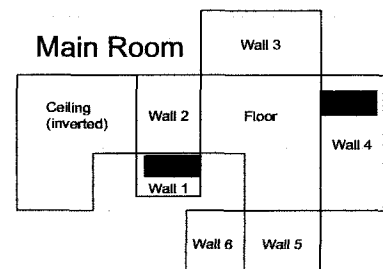 Main Room
Wall 3
Ceiling
(inverted)
Wall 2
Floor
Wall 4
Wall 1
Wall 6
Wall 5